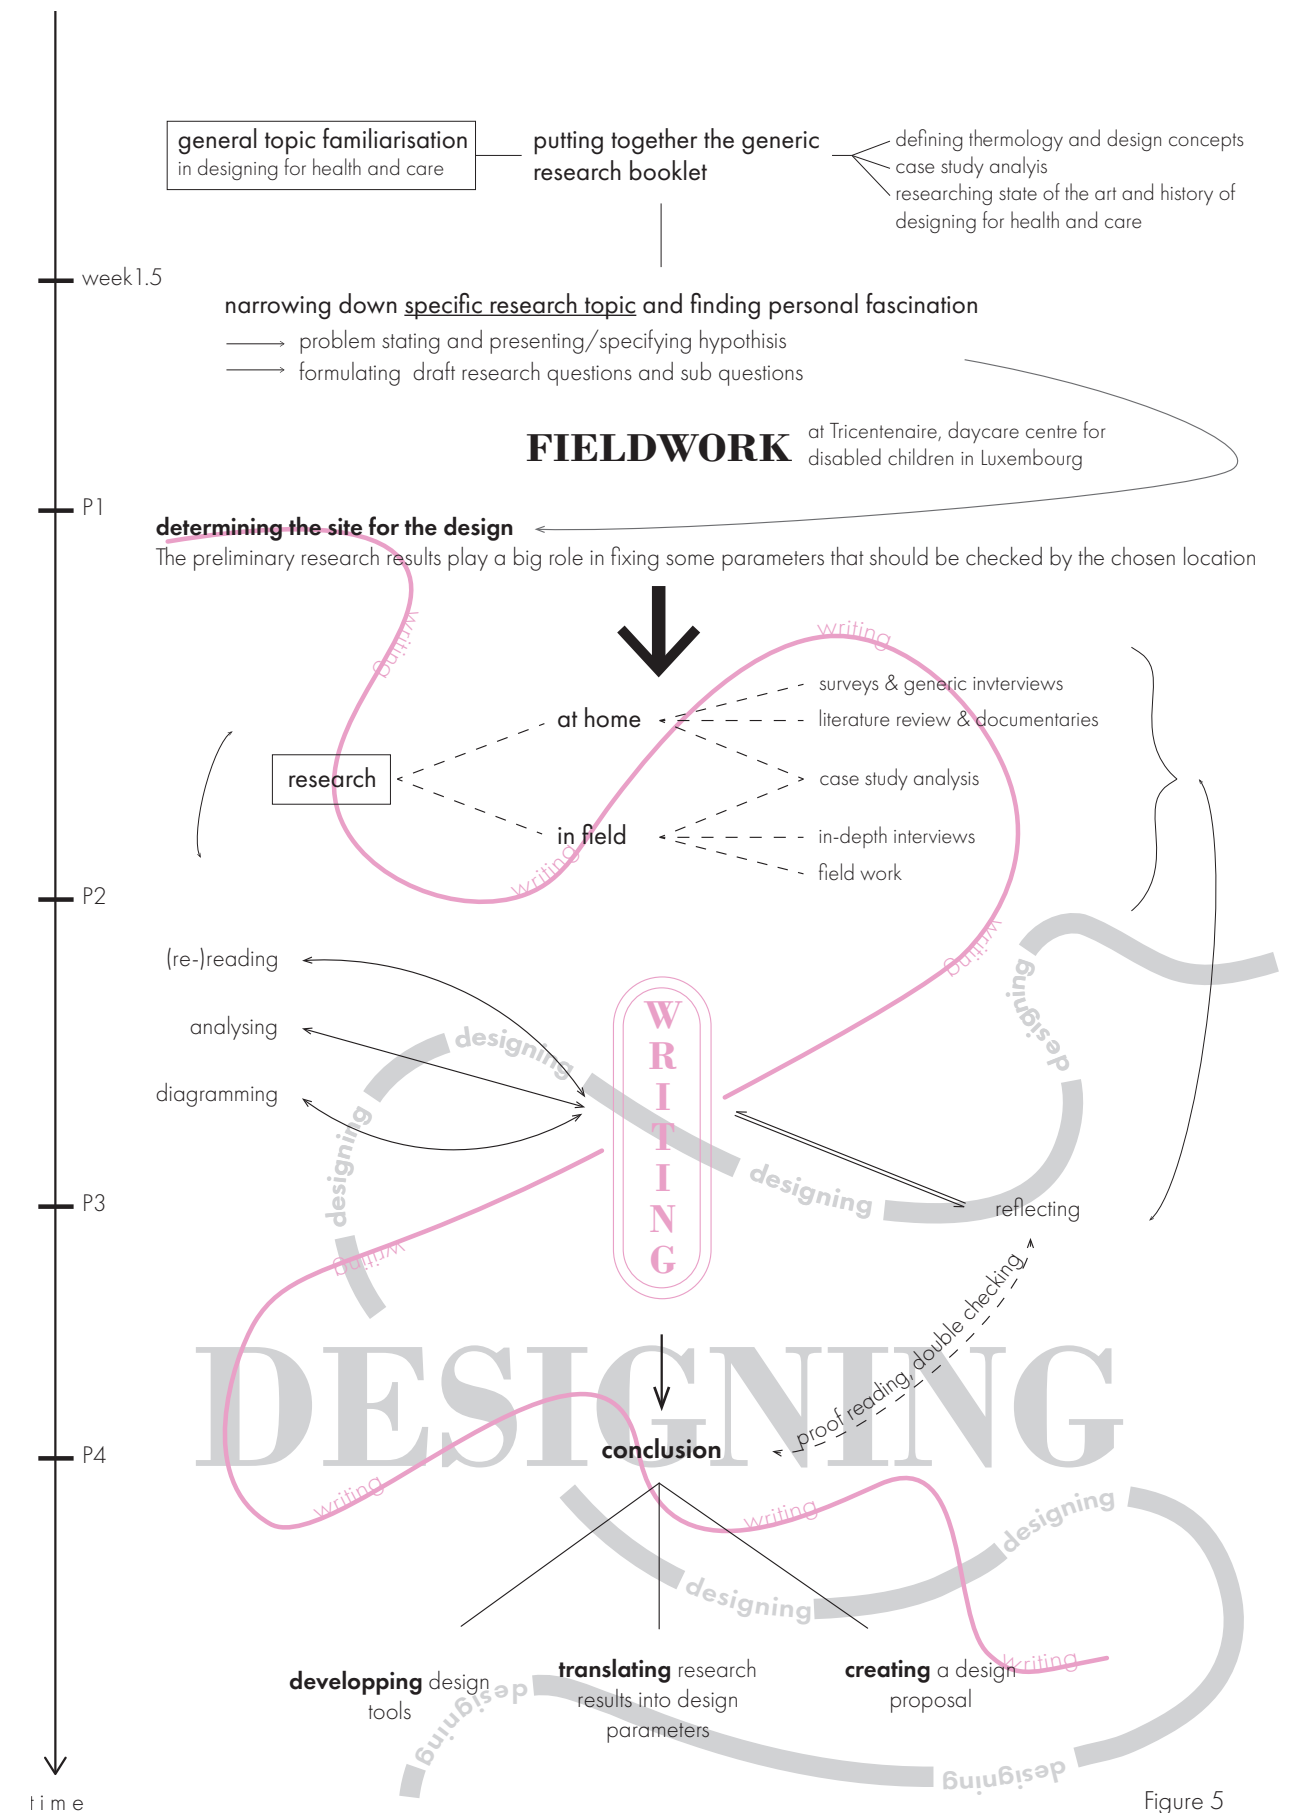 general topic familiarisation
in designing for health and care
putting together the generic
research booklet
defining thermology and design concepts
case study analyis
researching state of the art and history of
designing for health and care
week1.5
narrowing down specific research topic and finding personal fascination
problem stating and presenting/specifying hypothisis
formulating draft research questions and sub questions
FIELDWORK
at Tricentenaire, daycare centre for
disabled children in Luxembourg
P1
determining the site for the design
The preliminary research results play a big role in fixing some parameters that should be checked by the chosen location
writing
writing
surveys & generic invterviews
at home
literature review & documentaries
research
case study analysis
in field
in-depth interviews
writing
field work
P2
writing
(re-)reading
designing
analysing
designing
diagramming
designing
WRITING
designing
P3
reflecting
writing
proof reading, double checking
DESIGNING
P4
conclusion
writing
writing
designing
designing
writing
developping design
tools
translating research
results into design
parameters
creating a design
proposal
designing
designing
time
Figure 5